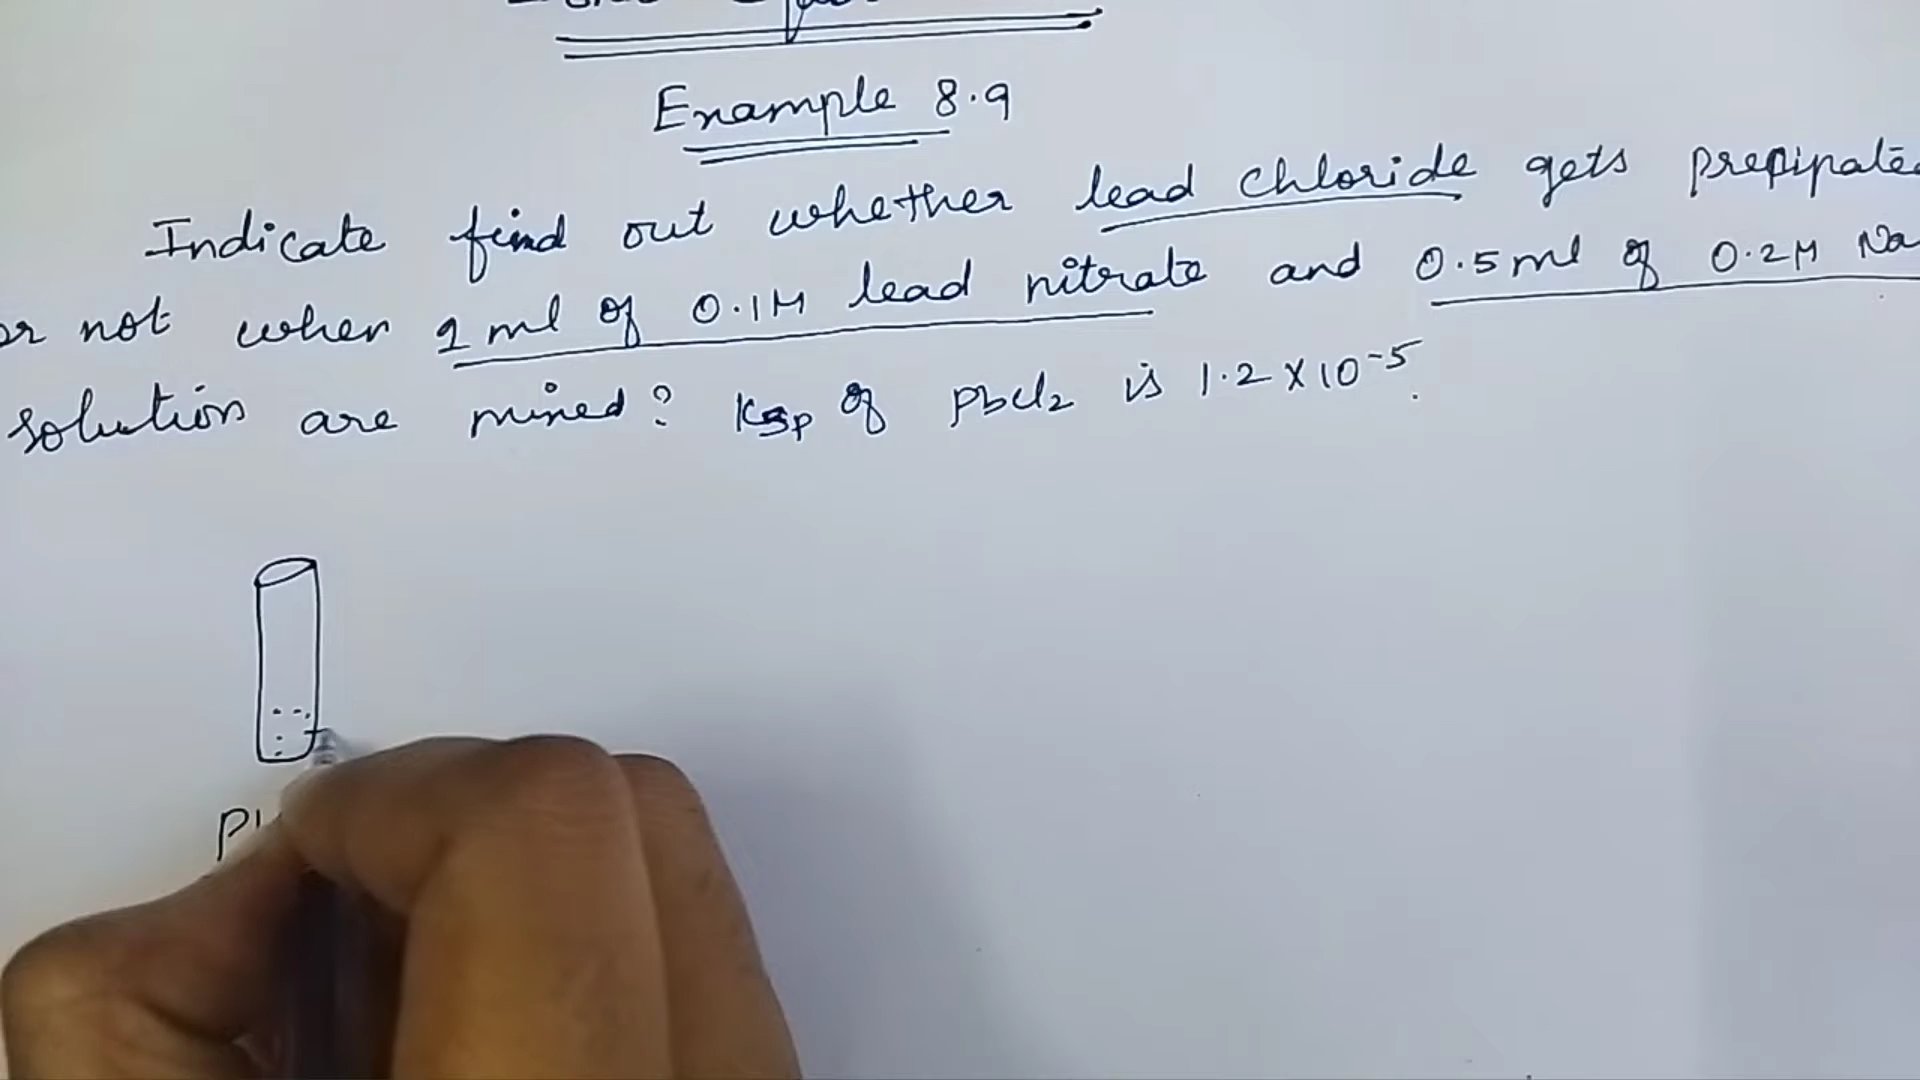 Example 8.9
Indicate find out whether lead chloride gets prepipated
or not when 1 ml of 0.1M lead nitrate and 0.5 ml of 0.2M Na
solution are mixed? Ksp of PbCl2 is 1.2 × 10-5.